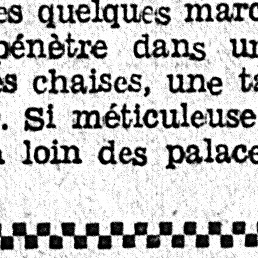 es quelques marc
pénètre dans un
s chaises, une ta
. Si méticuleuse
loin des palace